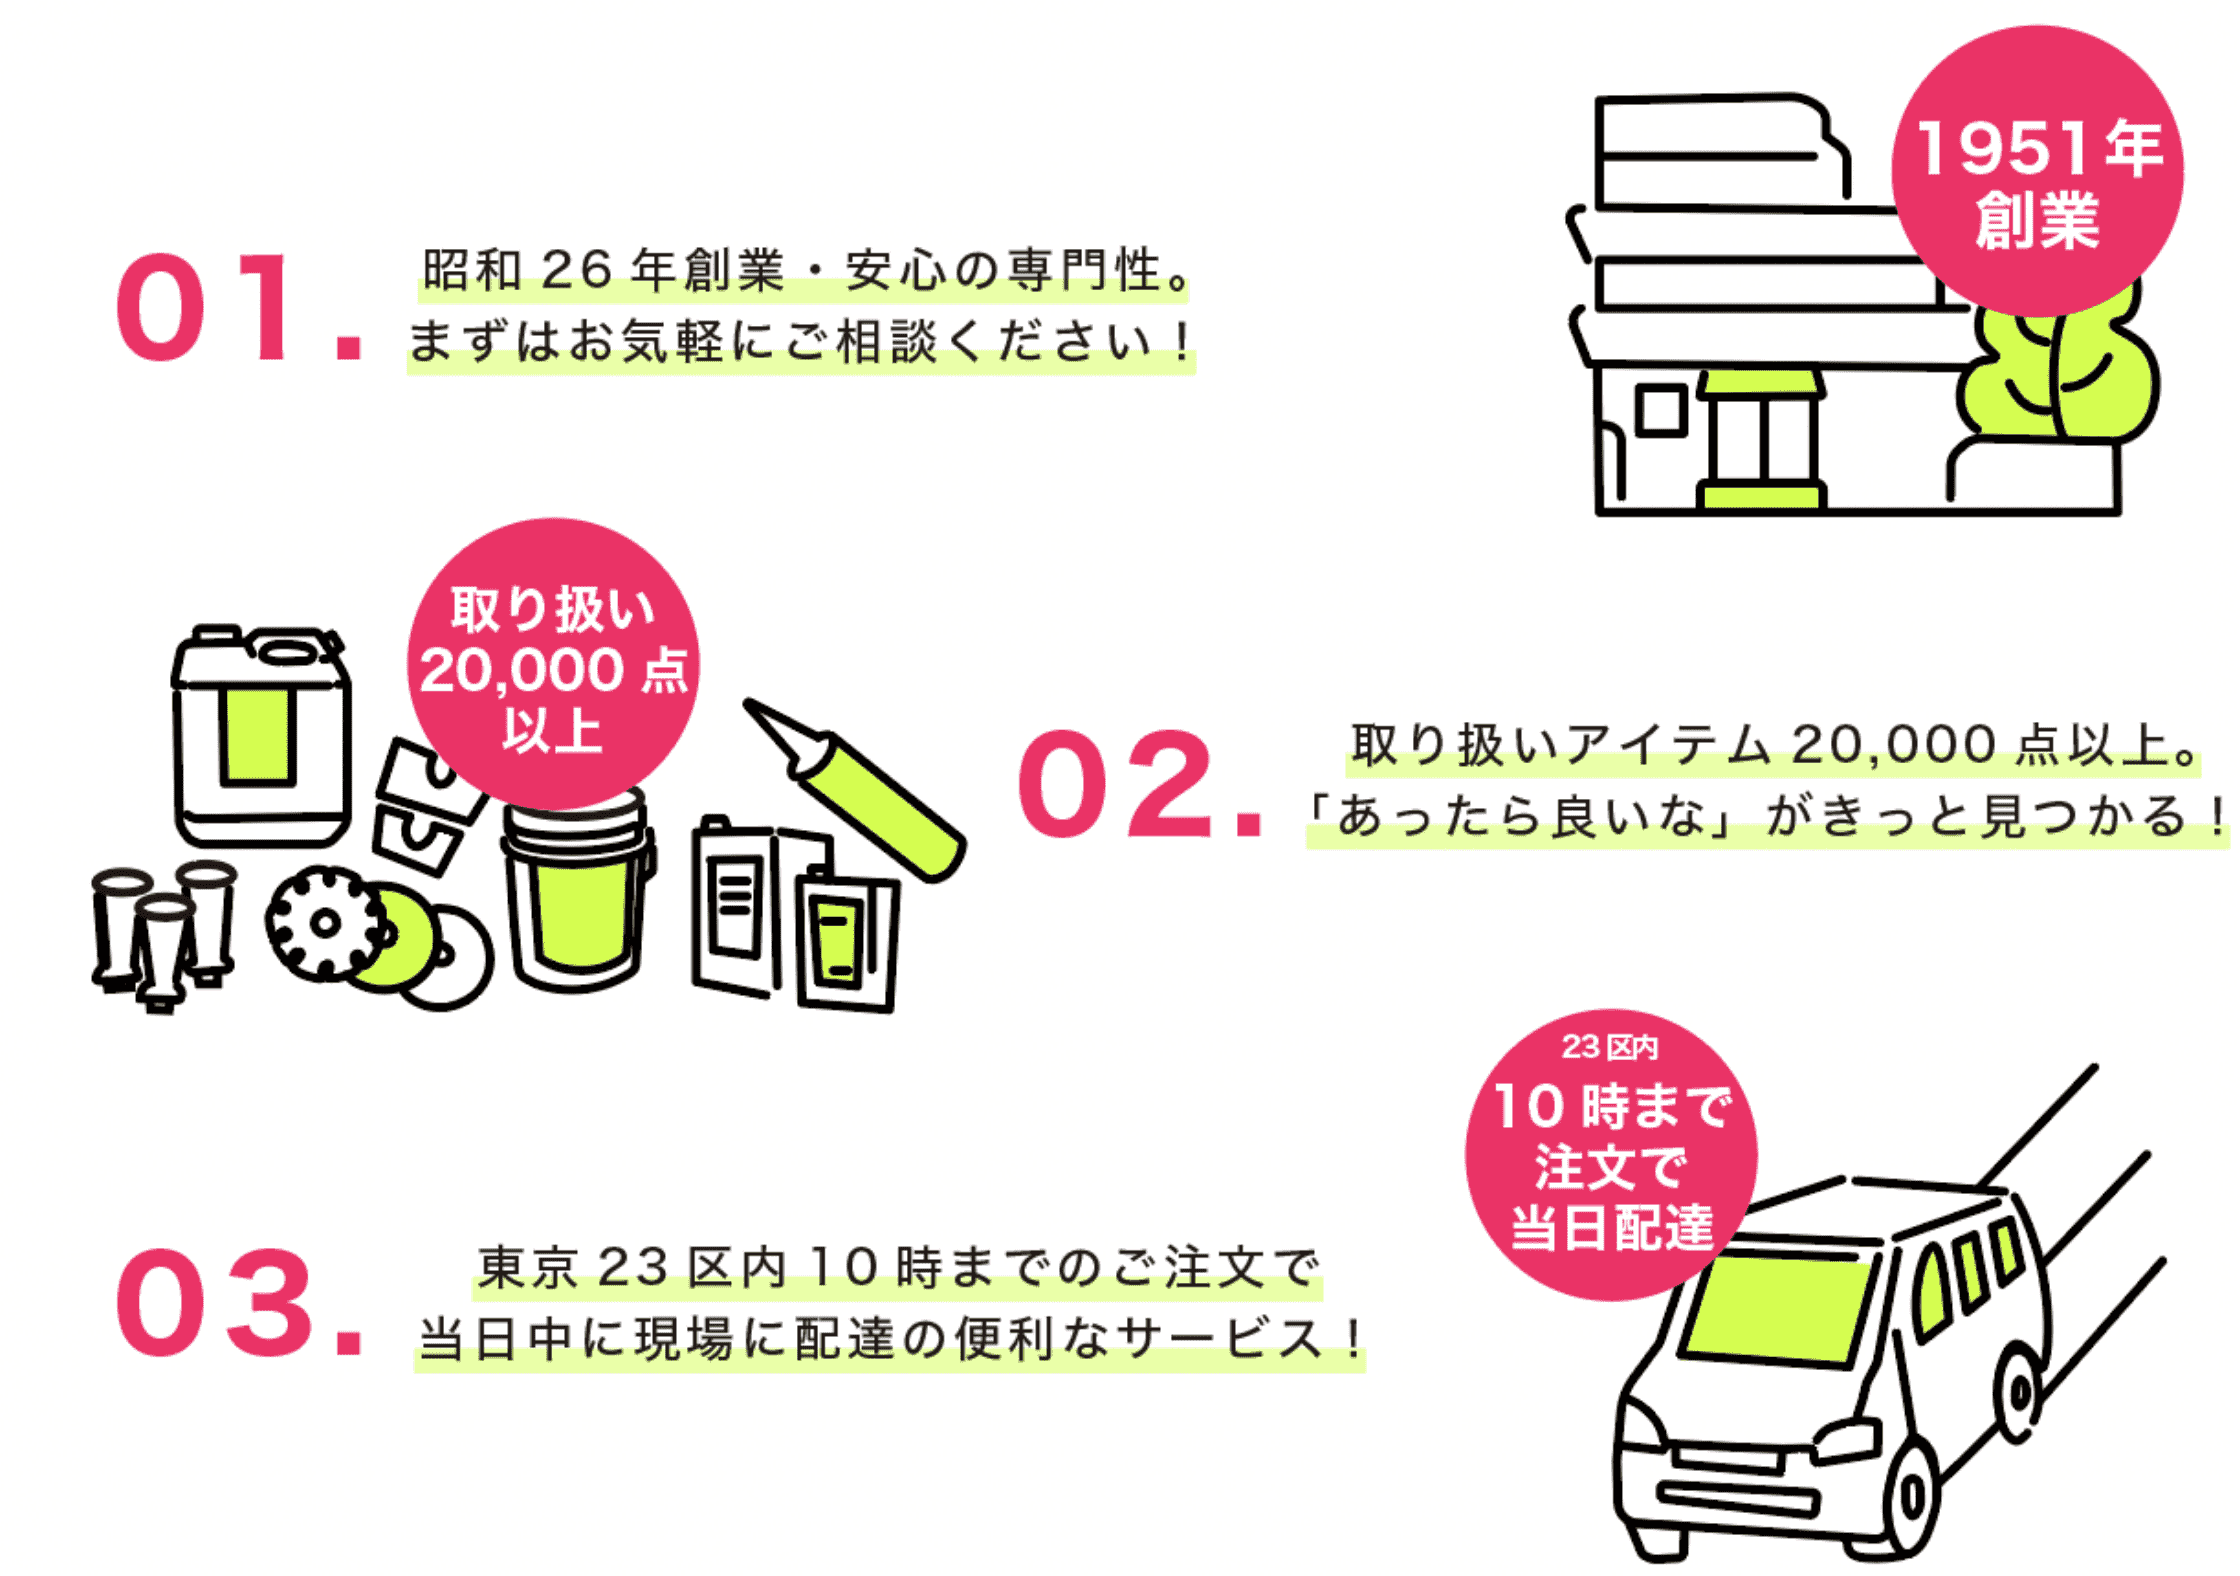 1951年
創業
01.
昭和26年創業・安心の専門性。
まずはお気軽にご相談ください！
取り扱い
20,000点
以上
02.
取り扱いアイテム20,000点以上。
「あったら良いな」がきっと見つかる！
23区内
10時まで
注文で
当日配達
03.
東京23区内10時までのご注文で
当日中に現場に配達の便利なサービス！